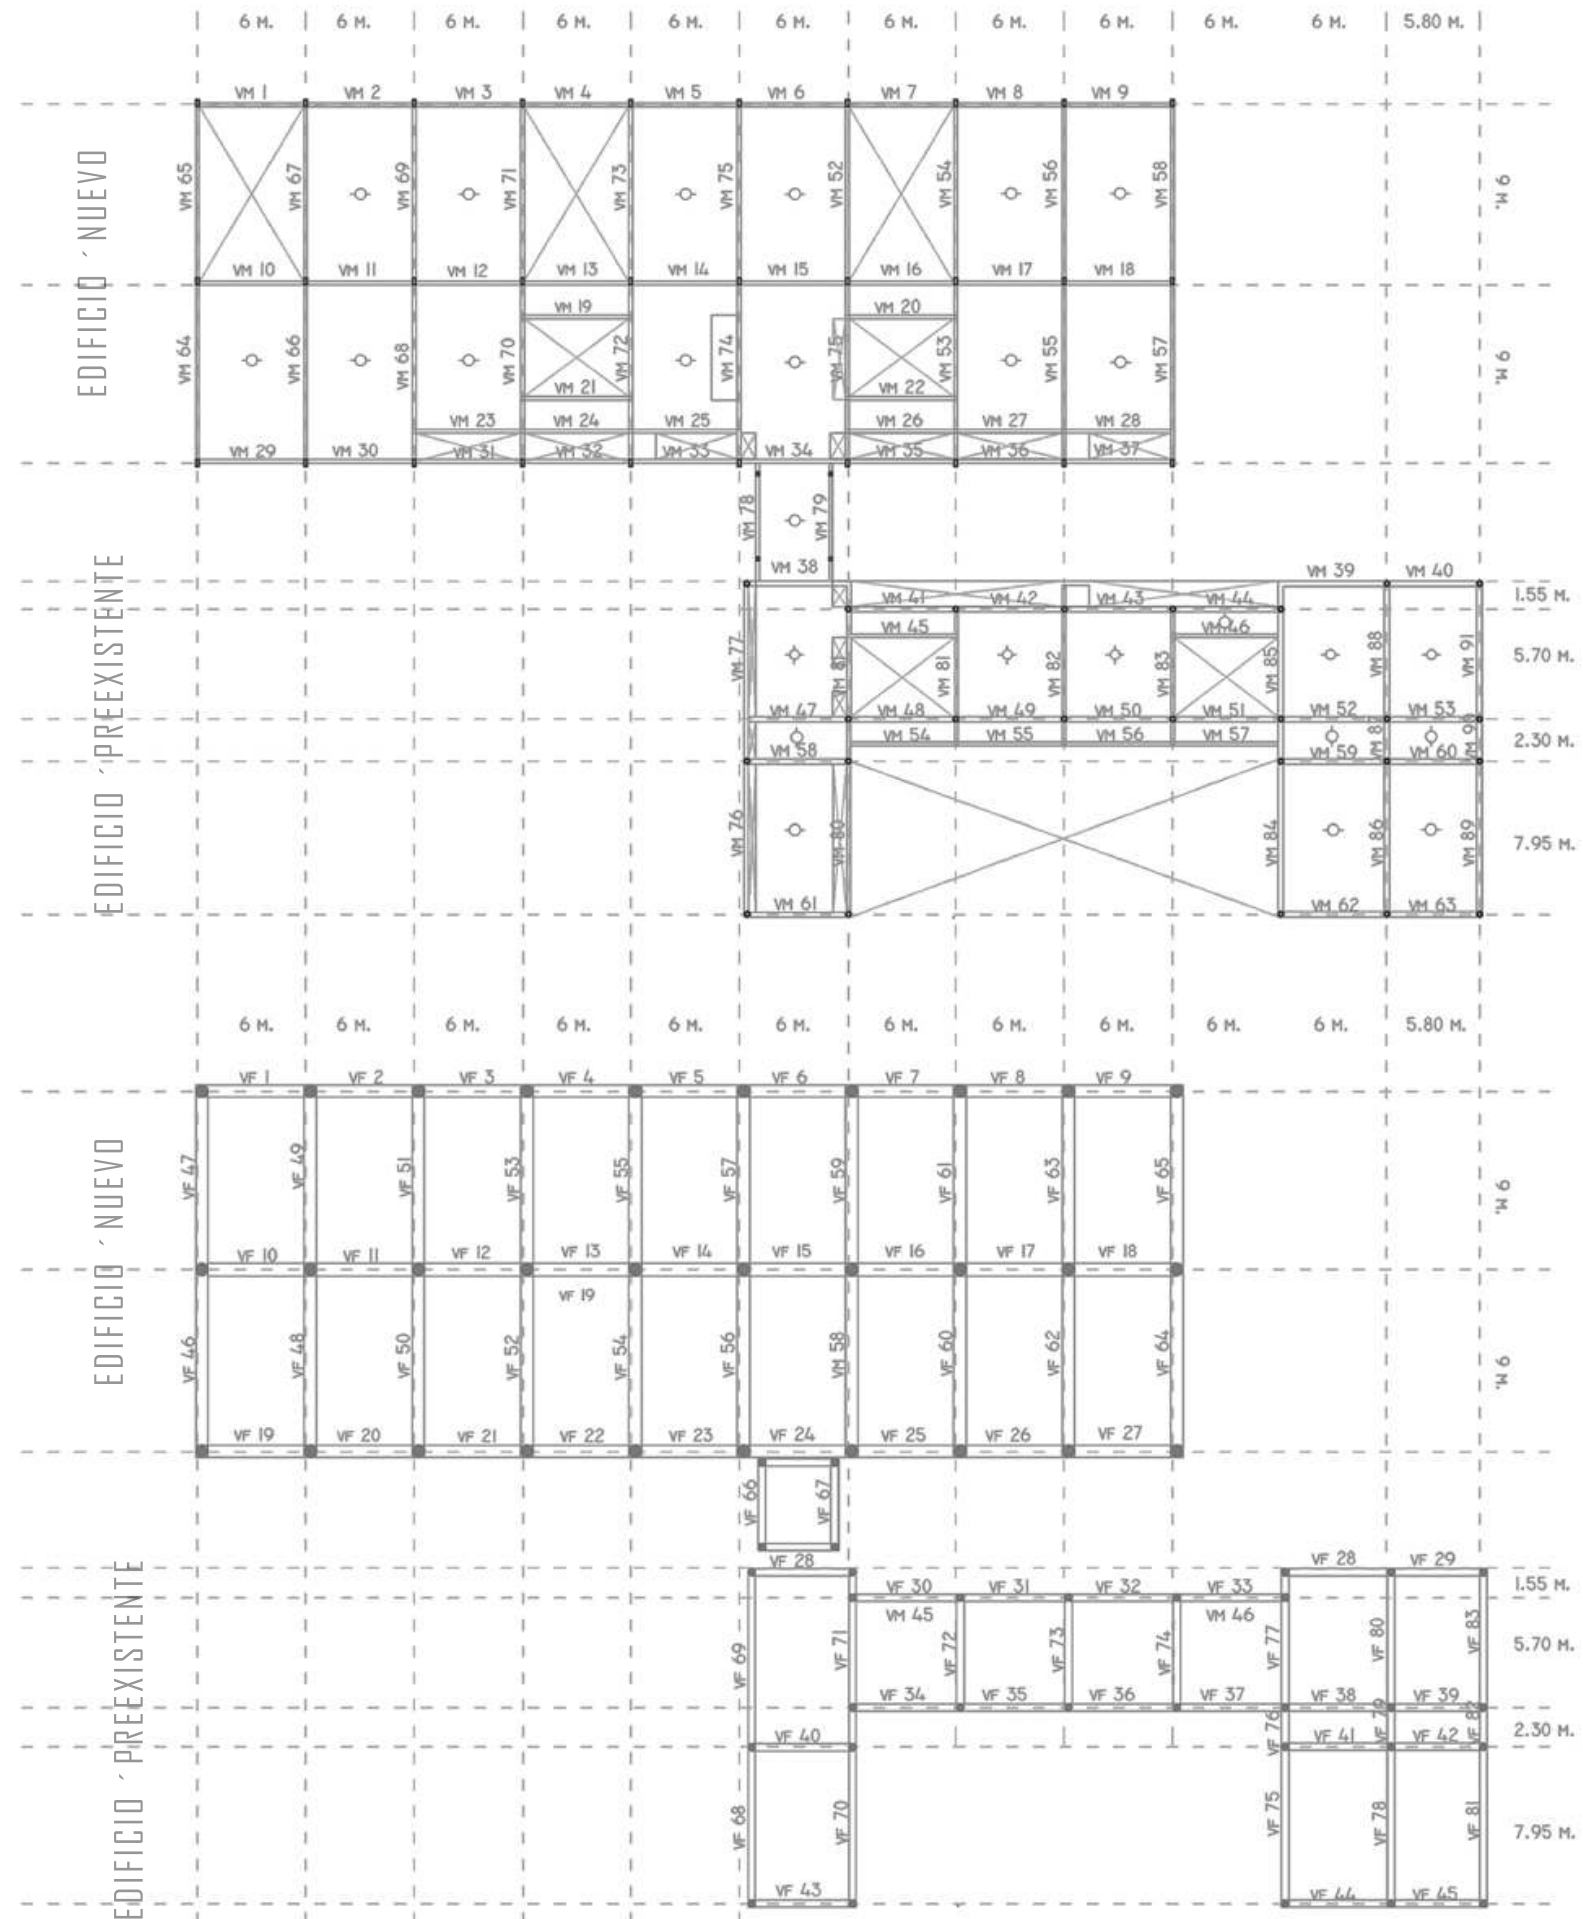 6 M. 6 M. 6 M. 6 M. 6 M. 6 M. 6 M. 6 M. 6 M. 6 M. 6 M. 5.80 M.
VM 1 VM 2 VM 3 VM 4 VM 5 VM 6 VM 7 VM 8 VM 9
EDIFICIO ´NUEVO
VM 65 VM 67 VM 69 VM 71 VM 73 VM 75 VM 52 VM 54 VM 56 VM 58 9 M.
VM 10 VM 11 VM 12 VM 13 VM 14 VM 15 VM 16 VM 17 VM 18
VM 19 VM 20
VM 64 VM 66 VM 68 VM 70 VM 72 VM 74 VM 75 VM 53 VM 55 VM 57 9 M.
VM 21 VM 22
VM 23 VM 24 VM 25 VM 26 VM 27 VM 28
VM 29 VM 30 VM 31 VM 32 VM 33 VM 34 VM 35 VM 36 VM 37
VM 78 VM 79
EDIFICIO ´PREEXISTENTE
VM 38 VM 39 VM 40
VM 41 VM 42 VM 43 VM 44 1.55 M.
VM 45 VM 46
VM 77 VM 81 VM 82 VM 83 VM 85 VM 88 VM 91 5.70 M.
VM 47 VM 48 VM 49 VM 50 VM 51 VM 52 VM 53
VM 54 VM 55 VM 56 VM 57 VM 87 VM 90 2.30 M.
VM 58 VM 59 VM 60
VM 76 VM 80 VM 84 VM 86 VM 89 7.95 M.
VM 61 VM 62 VM 63
6 M. 6 M. 6 M. 6 M. 6 M. 6 M. 6 M. 6 M. 6 M. 6 M. 6 M. 5.80 M.
VF 1 VF 2 VF 3 VF 4 VF 5 VF 6 VF 7 VF 8 VF 9
EDIFICIO ´NUEVO
VF 47 VF 49 VF 51 VF 53 VF 55 VF 57 VF 59 VF 61 VF 63 VF 65 9 M.
VF 10 VF 11 VF 12 VF 13 VF 14 VF 15 VF 16 VF 17 VF 18
VF 19
VF 46 VF 48 VF 50 VF 52 VF 54 VF 56 VM 58 VF 60 VF 62 VF 64 9 M.
VF 19 VF 20 VF 21 VF 22 VF 23 VF 24 VF 25 VF 26 VF 27
VF 66 VF 67
EDIFICIO ´PREEXISTENTE
VF 28 VF 28 VF 29
VF 30 VF 31 VF 32 VF 33 1.55 M.
VM 45 VM 46
VF 69 VF 71 VF 72 VF 73 VF 74 VF 77 VF 80 VF 83 5.70 M.
VF 34 VF 35 VF 36 VF 37 VF 38 VF 39
VF 76 VF 79 VF 82 2.30 M.
VF 40 VF 41 VF 42
VF 68 VF 70 VF 75 VF 78 VF 81 7.95 M.
VF 43 VF 44 VF 45